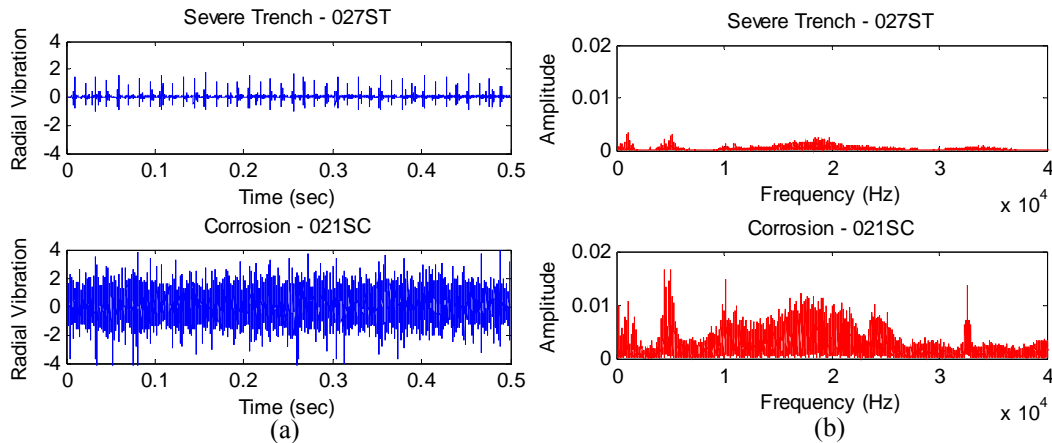 Severe Trench - 027ST
Radial Vibration
4
2
0
-2
-4
0
0.1
0.2
0.3
0.4
0.5
Time (sec)
Severe Trench - 027ST
Amplitude
0.02
0.01
0
0
1
2
3
4
Frequency (Hz)
x 10^4
Corrosion - 021SC
Radial Vibration
4
2
0
-2
-4
0
0.1
0.2
0.3
0.4
0.5
Time (sec)
(a)
Corrosion - 021SC
Amplitude
0.02
0.01
0
0
1
2
3
4
Frequency (Hz)
x 10^4
(b)